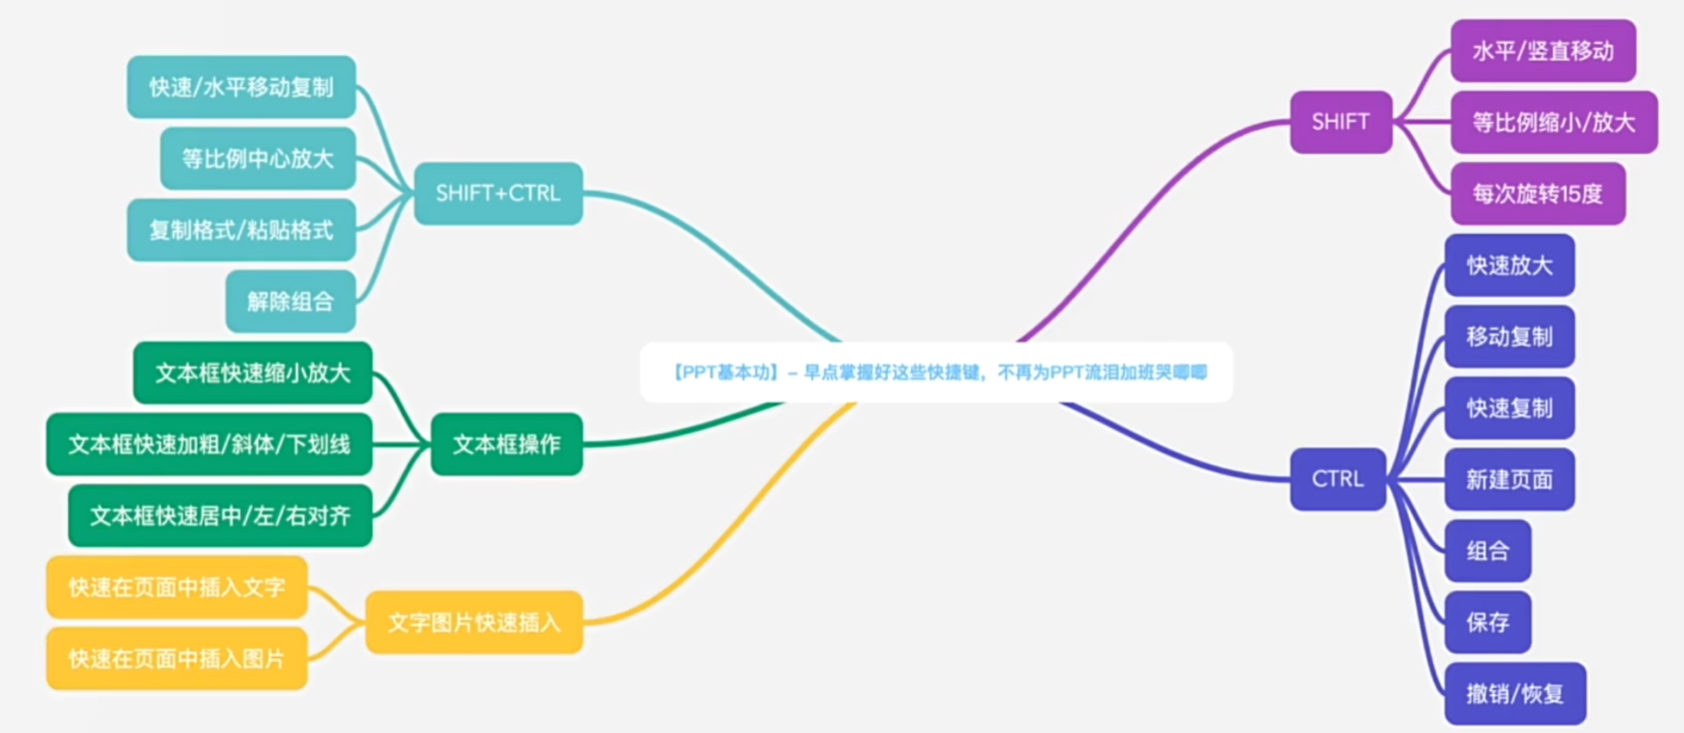 【PPT基本功】– 早点掌握好这些快捷键，不再为PPT流泪加班哭唧唧
SHIFT
水平/竖直移动
等比例缩小/放大
每次旋转15度
CTRL
快速放大
移动复制
快速复制
新建页面
组合
保存
撤销/恢复
SHIFT+CTRL
快速/水平移动复制
等比例中心放大
复制格式/粘贴格式
解除组合
文本框操作
文本框快速缩小放大
文本框快速加粗/斜体/下划线
文本框快速居中/左/右对齐
文字图片快速插入
快速在页面中插入文字
快速在页面中插入图片